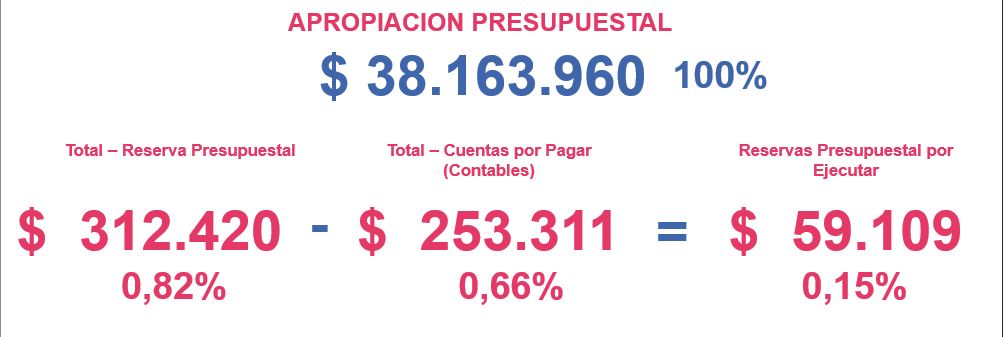 APROPIACION PRESUPUESTAL
$ 38.163.960 100%
Total – Reserva Presupuestal
Total – Cuentas por Pagar
(Contables)
Reservas Presupuestal por
Ejecutar
$ 312.420 - $ 253.311 = $ 59.109
0,82% 0,66% 0,15%